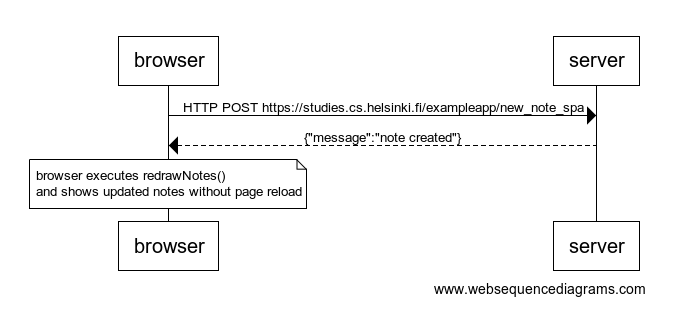 browser
server
HTTP POST https://studies.cs.helsinki.fi/exampleapp/new_note_spa
{"message":"note created"}
browser executes redrawNotes()
and shows updated notes without page reload
browser
server
www.websequencediagrams.com